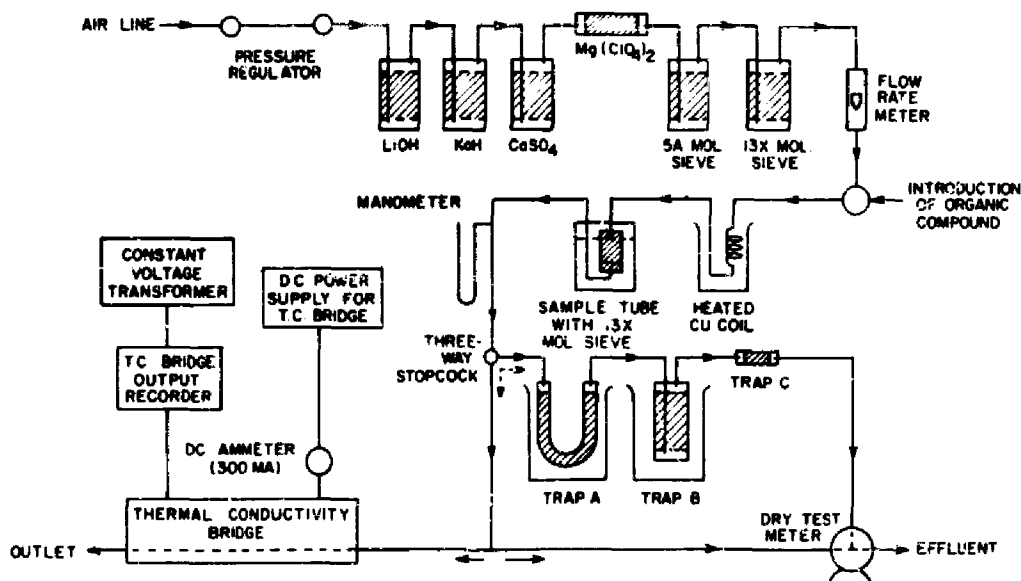 AIR LINE
PRESSURE
REGULATOR
LiOH
KOH
CaSO4
Mg(ClO4)2
5A MOL
SIEVE
13X MOL
SIEVE
FLOW
RATE
METER
INTRODUCTION
OF ORGANIC
COMPOUND
MANOMETER
SAMPLE TUBE
WITH 13X
MOL SIEVE
HEATED
CU COIL
CONSTANT
VOLTAGE
TRANSFORMER
DC POWER
SUPPLY FOR
T.C BRIDGE
THREE-
WAY
STOPCOCK
TRAP C
T.C BRIDGE
OUTPUT
RECORDER
DC AMMETER
(300 MA)
TRAP A
TRAP B
THERMAL CONDUCTIVITY
BRIDGE
DRY TEST
METER
OUTLET
EFFLUENT